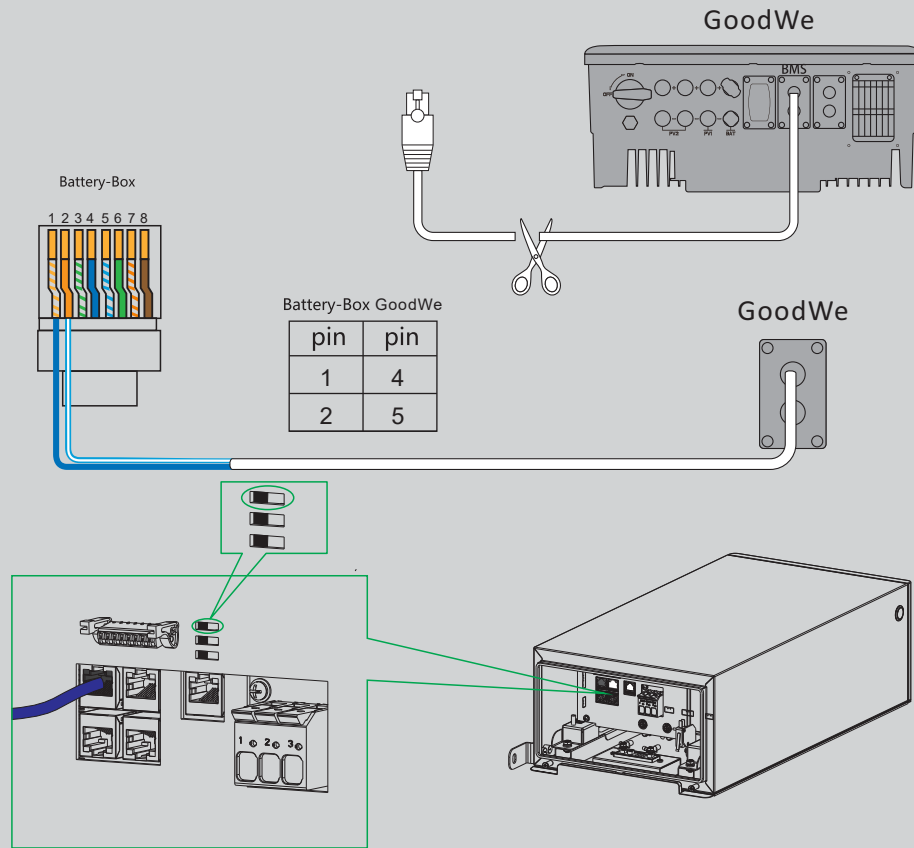 GoodWe
BMS
ON
OFF
+ + +
- - -
PV2 PV1 BAT
Battery-Box
1 2 3 4 5 6 7 8
Battery-Box GoodWe
pin pin
1 4
2 5
GoodWe
1 2 3